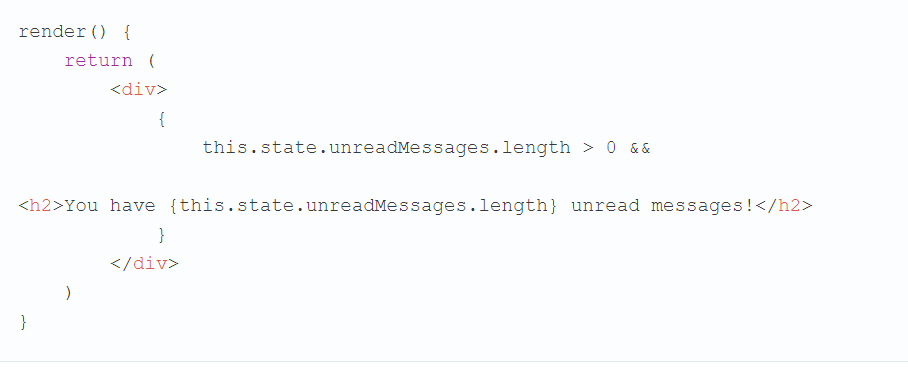 render() {
    return (
        <div>
            {
                this.state.unreadMessages.length > 0 &&
<h2>You have {this.state.unreadMessages.length} unread messages!</h2>
            }
        </div>
    )
}